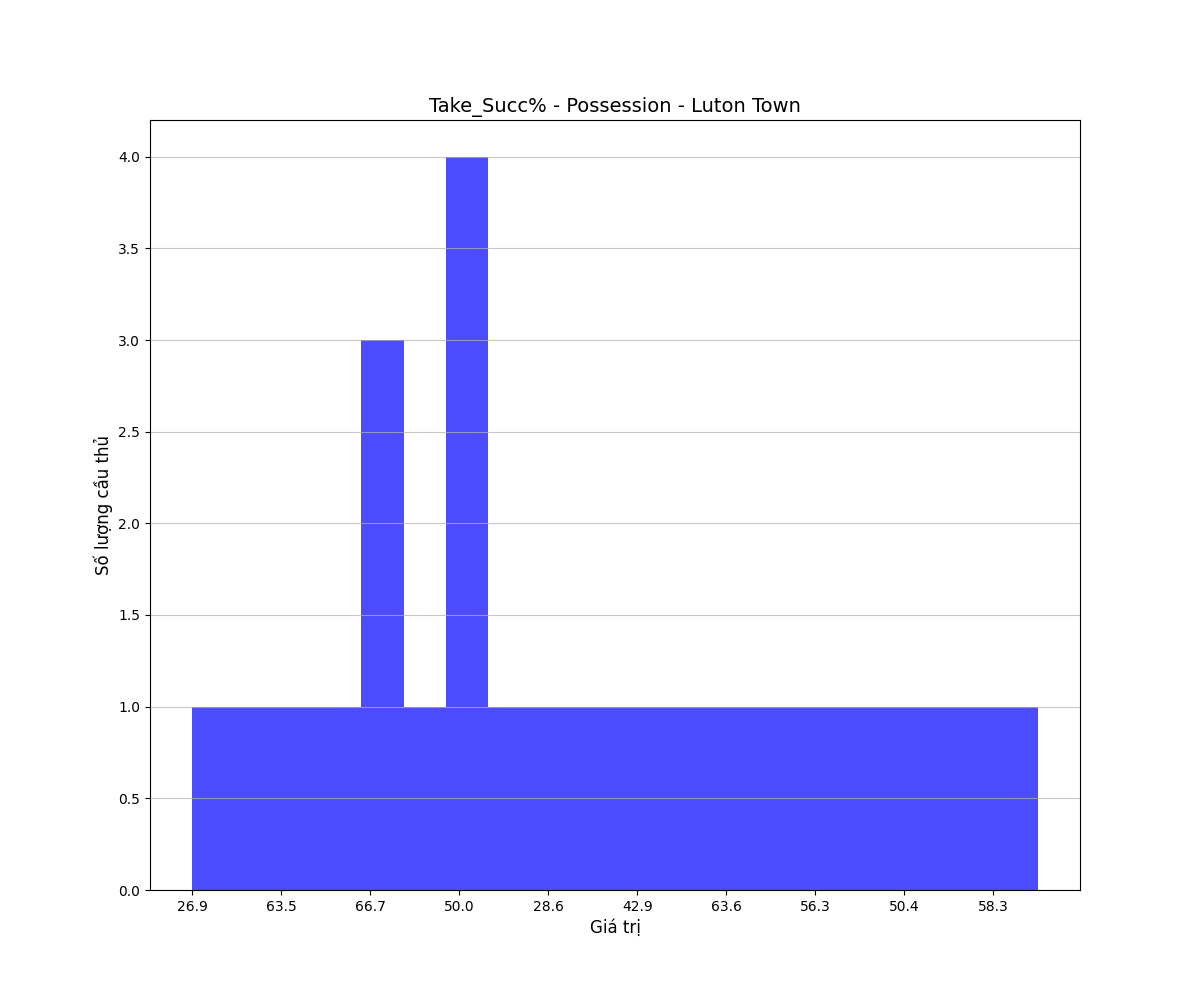 Take_Succ% - Possession - Luton Town
4.0
3.5
3.0
2.5
2.0
1.5
1.0
0.5
0.0
Số lượng cầu thủ
26.9 63.5 66.7 50.0 28.6 42.9 63.6 56.3 50.4 58.3
Giá trị